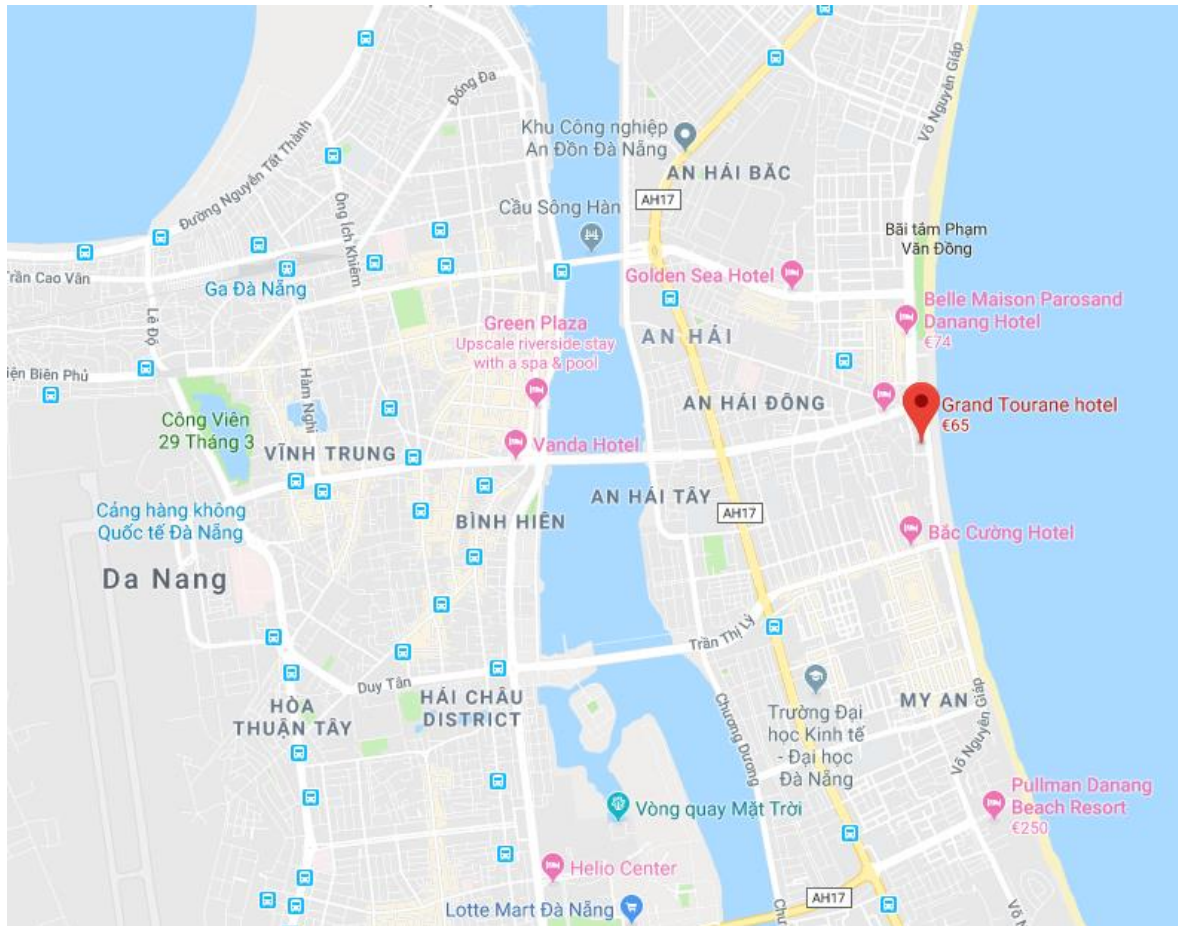 Đống Đa
Khu Công nghiệp
An Đồn Đà Nẵng
AN HẢI BẮC
Võ Nguyên Giáp
Đường Nguyễn Tất Thành
Ông Ích Khiêm
AH17
Cầu Sông Hàn
Bãi tắm Phạm
Văn Đồng
Trần Cao Vân
Ga Đà Nẵng
Golden Sea Hotel
Lê Độ
Belle Maison Parosand
Danang Hotel
€74
Green Plaza
Upscale riverside stay
with a spa & pool
AN HẢI
iện Biên Phủ
Hàm Nghi
AN HẢI ĐÔNG
Grand Tourane hotel
€65
Công Viên
29 Tháng 3
VĨNH TRUNG
Vanda Hotel
AN HẢI TÂY
Cảng hàng không
Quốc tế Đà Nẵng
BÌNH HIÊN
AH17
Bắc Cường Hotel
Da Nang
Trần Thị Lý
Duy Tân
HẢI CHÂU
DISTRICT
HÒA
THUẬN TÂY
MY AN
Trường Đại
học Kinh tế
- Đại học
Đà Nẵng
Chương Dương
Võ Nguyên Giáp
Pullman Danang
Beach Resort
€250
Vòng quay Mặt Trời
Helio Center
Lotte Mart Đà Nẵng
AH17
Chư
Võ N